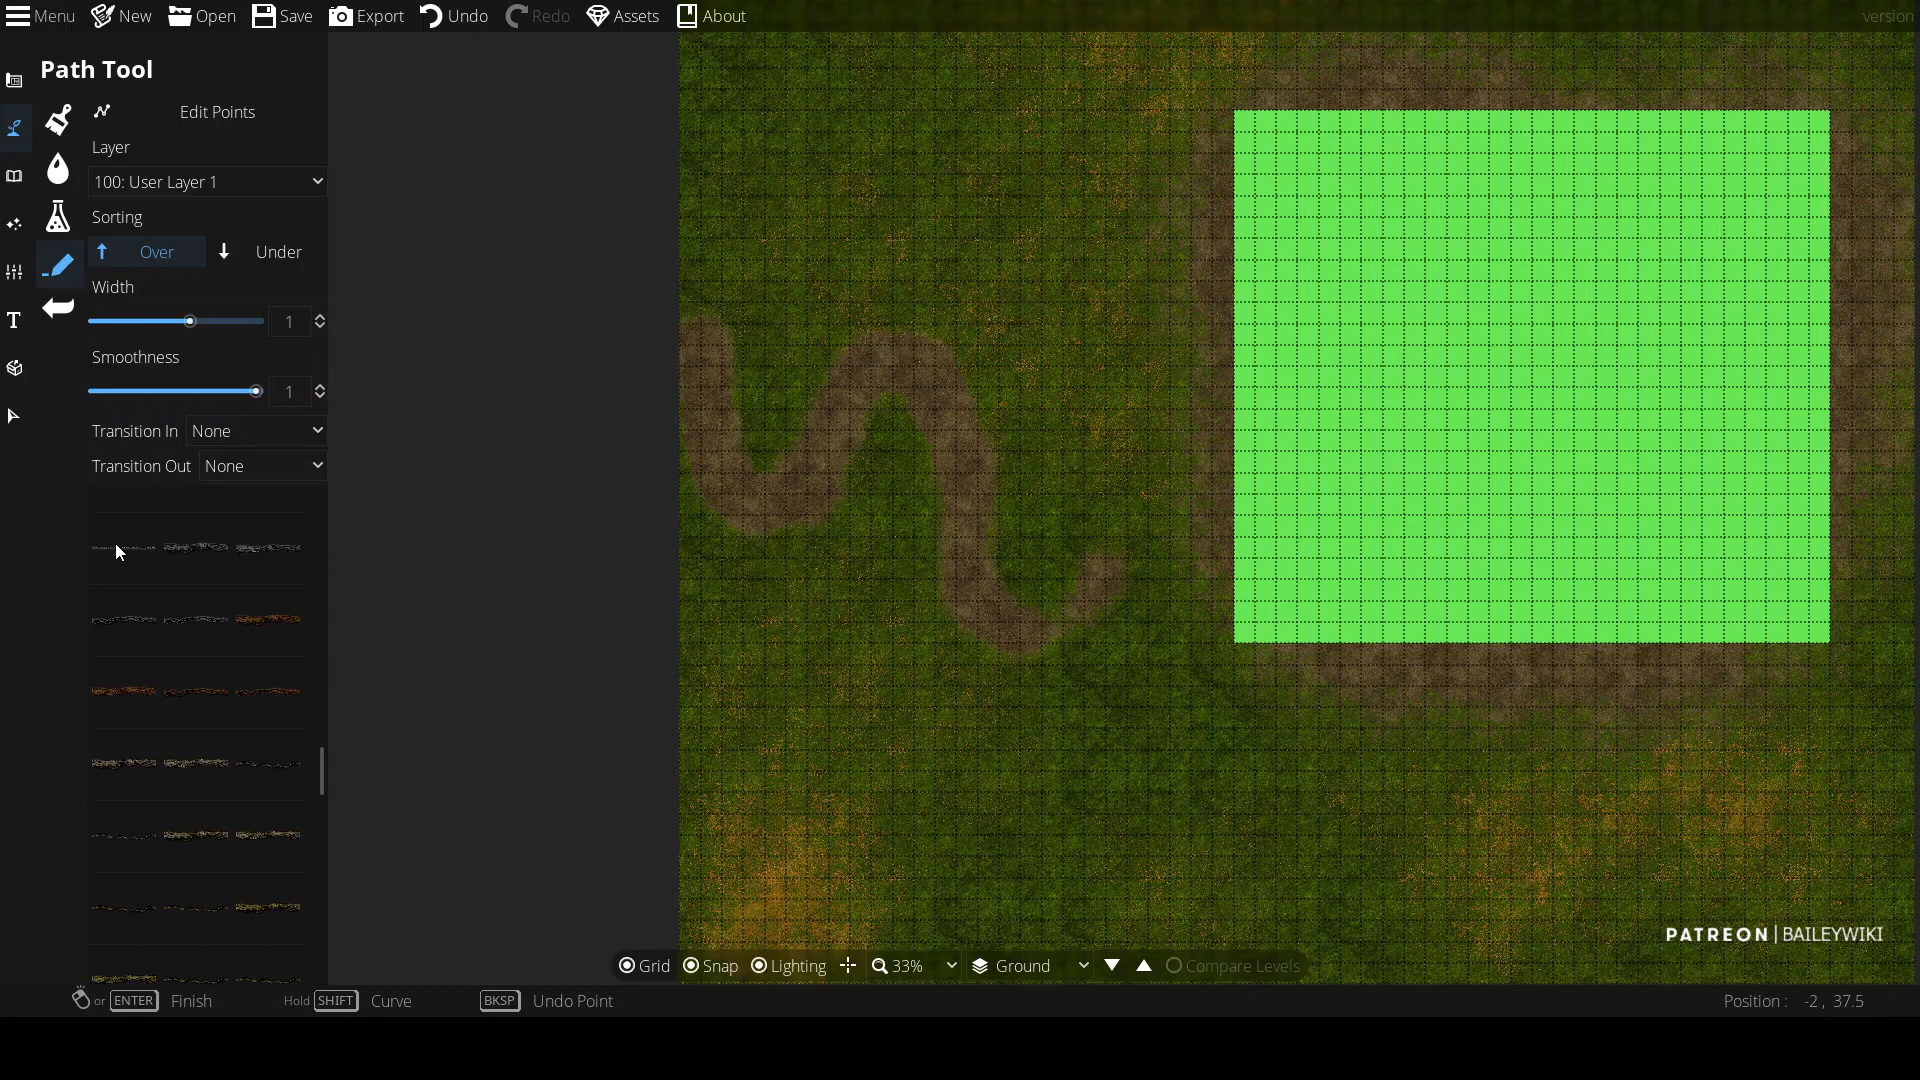 Menu New Open Save Export Undo Redo Assets About version
Path Tool
Edit Points
Layer
100: User Layer 1
Sorting
Over Under
Width
1
Smoothness
1
Transition In None
Transition Out None
PATREON | BAILEYWIKI
Grid Snap Lighting 33% Ground Compare Levels
or ENTER Finish Hold SHIFT Curve BKSP Undo Point Position : -2 , 37.5